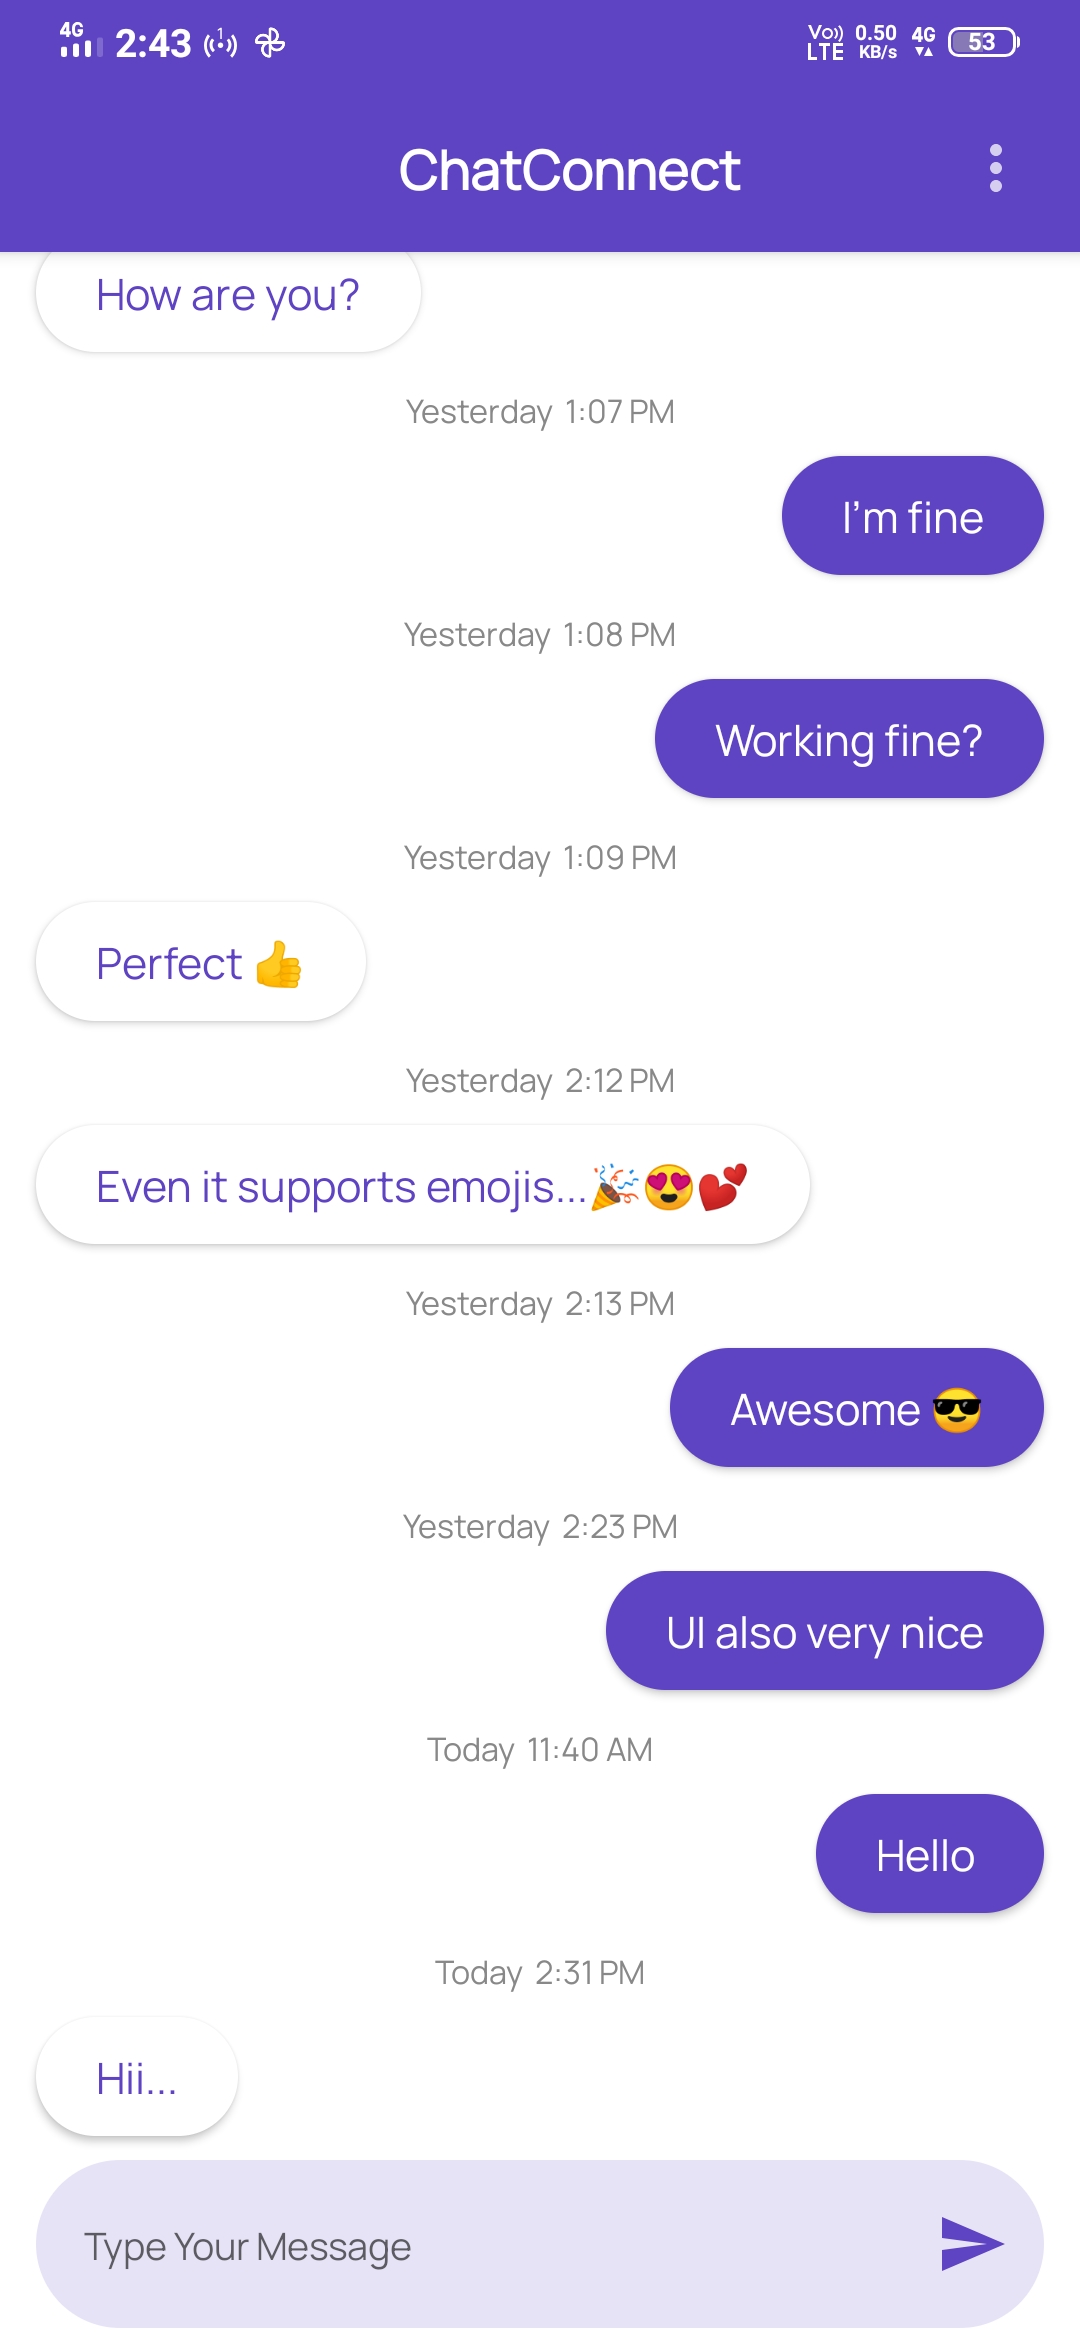 4G 2:43 1 Vo)) LTE 0.50 KB/s 4G 53
ChatConnect
How are you?
Yesterday 1:07 PM
I'm fine
Yesterday 1:08 PM
Working fine?
Yesterday 1:09 PM
Perfect 👍
Yesterday 2:12 PM
Even it supports emojis...🎉😍💕
Yesterday 2:13 PM
Awesome 😎
Yesterday 2:23 PM
UI also very nice
Today 11:40 AM
Hello
Today 2:31 PM
Hii...
Type Your Message